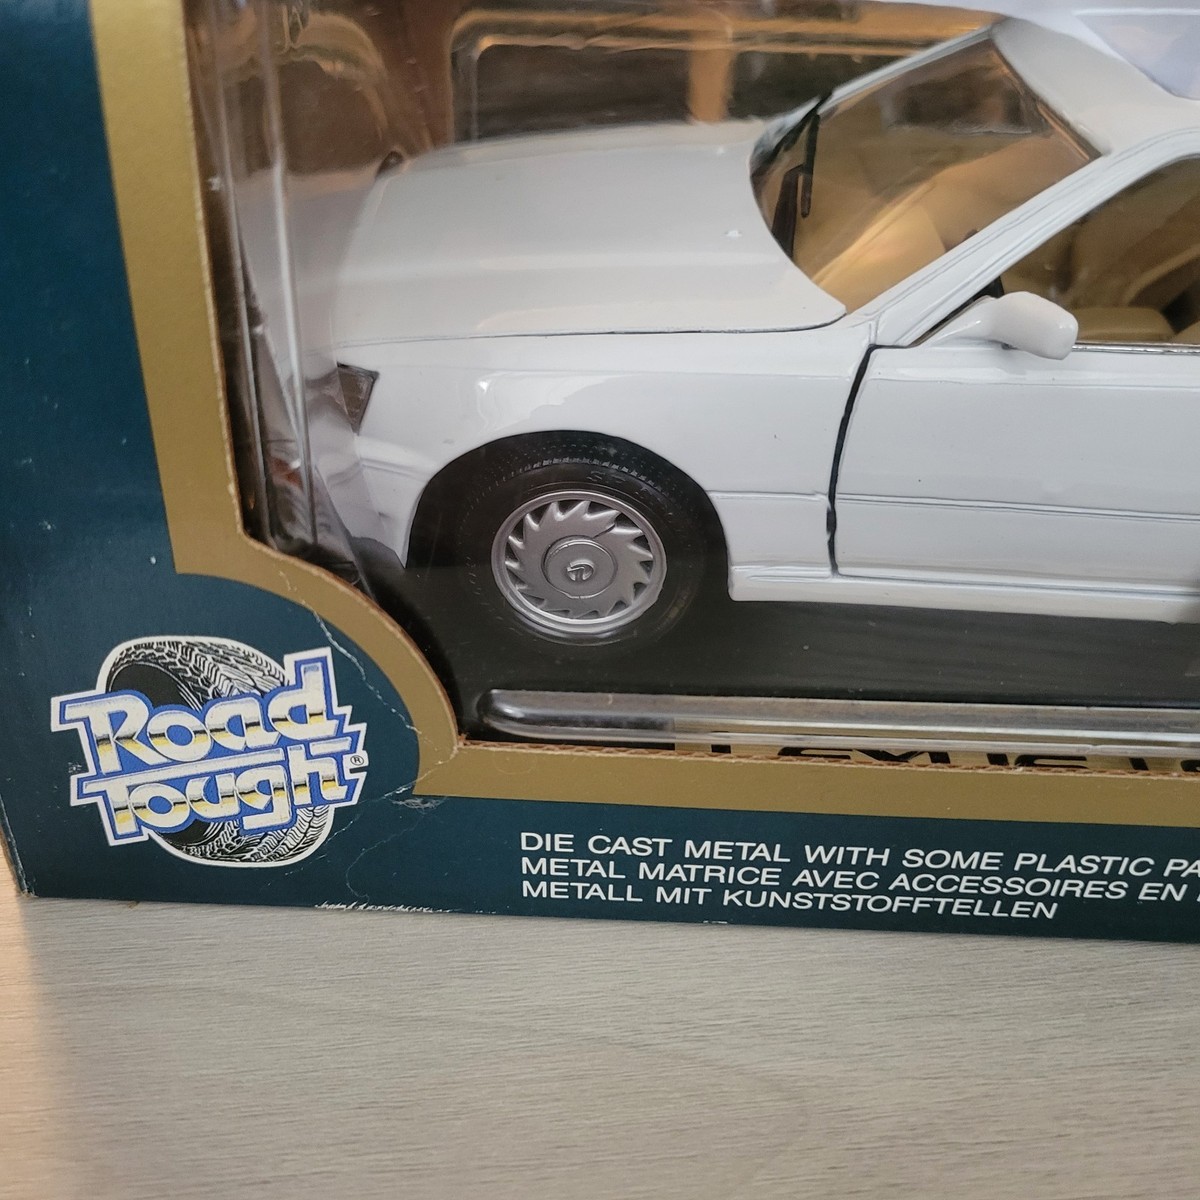 Road
Tough®
DIE CAST METAL WITH SOME PLASTIC PA
METAL MATRICE AVEC ACCESSOIRES EN
METALL MIT KUNSTSTOFFTELLEN